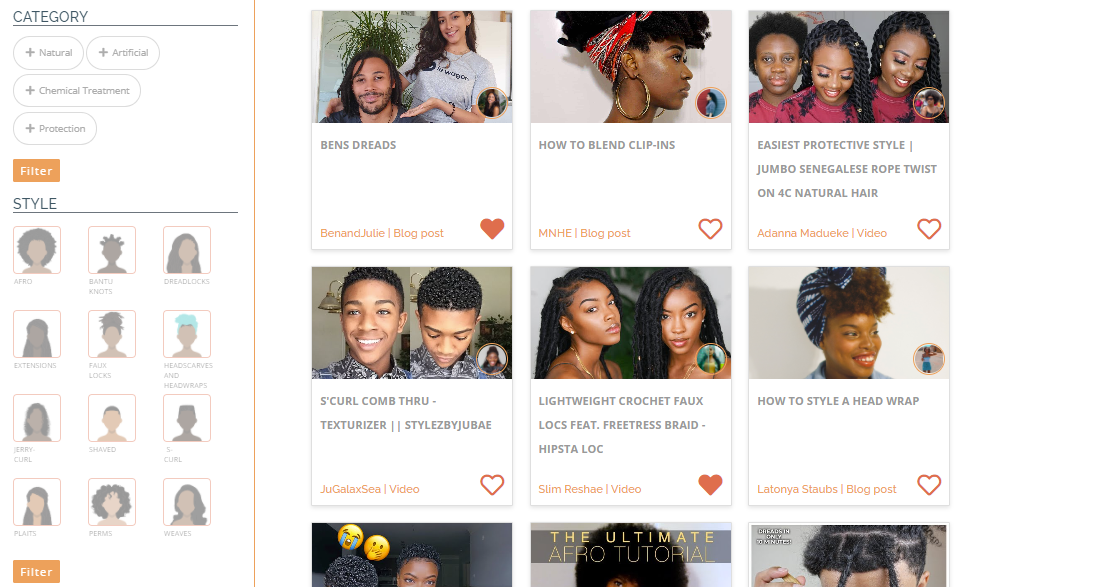 CATEGORY
+ Natural
+ Artificial
+ Chemical Treatment
+ Protection
Filter
STYLE
AFRO
BANTU
KNOTS
DREADLOCKS
EXTENSIONS
FAUX
LOCKS
HEADSCARVES
AND
HEADWRAPS
JERRY-
CURL
SHAVED
S-
CURL
PLAITS
PERMS
WEAVES
Filter
BENS DREADS
BenandJulie | Blog post
HOW TO BLEND CLIP-INS
MNHE | Blog post
EASIEST PROTECTIVE STYLE |
JUMBO SENEGALESE ROPE TWIST
ON 4C NATURAL HAIR
Adanna Madueke | Video
S'CURL COMB THRU -
TEXTURIZER || STYLEZBYJUBAE
JuGalaxSea | Video
LIGHTWEIGHT CROCHET FAUX
LOCS FEAT. FREETRESS BRAID -
HIPSTA LOC
Slim Reshae | Video
HOW TO STYLE A HEAD WRAP
Latonya Staubs | Blog post
THE ULTIMATE
AFRO TUTORIAL
IN
ONLY
MINUTES!